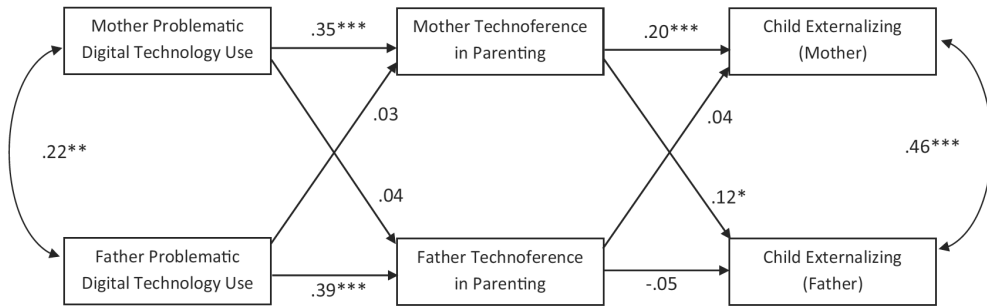 Mother Problematic
Digital Technology Use
.35***
Mother Technoference
in Parenting
.20***
Child Externalizing
(Mother)
.03
.04
.22**
.46***
.04
.12*
Father Problematic
Digital Technology Use
.39***
Father Technoference
in Parenting
-.05
Child Externalizing
(Father)